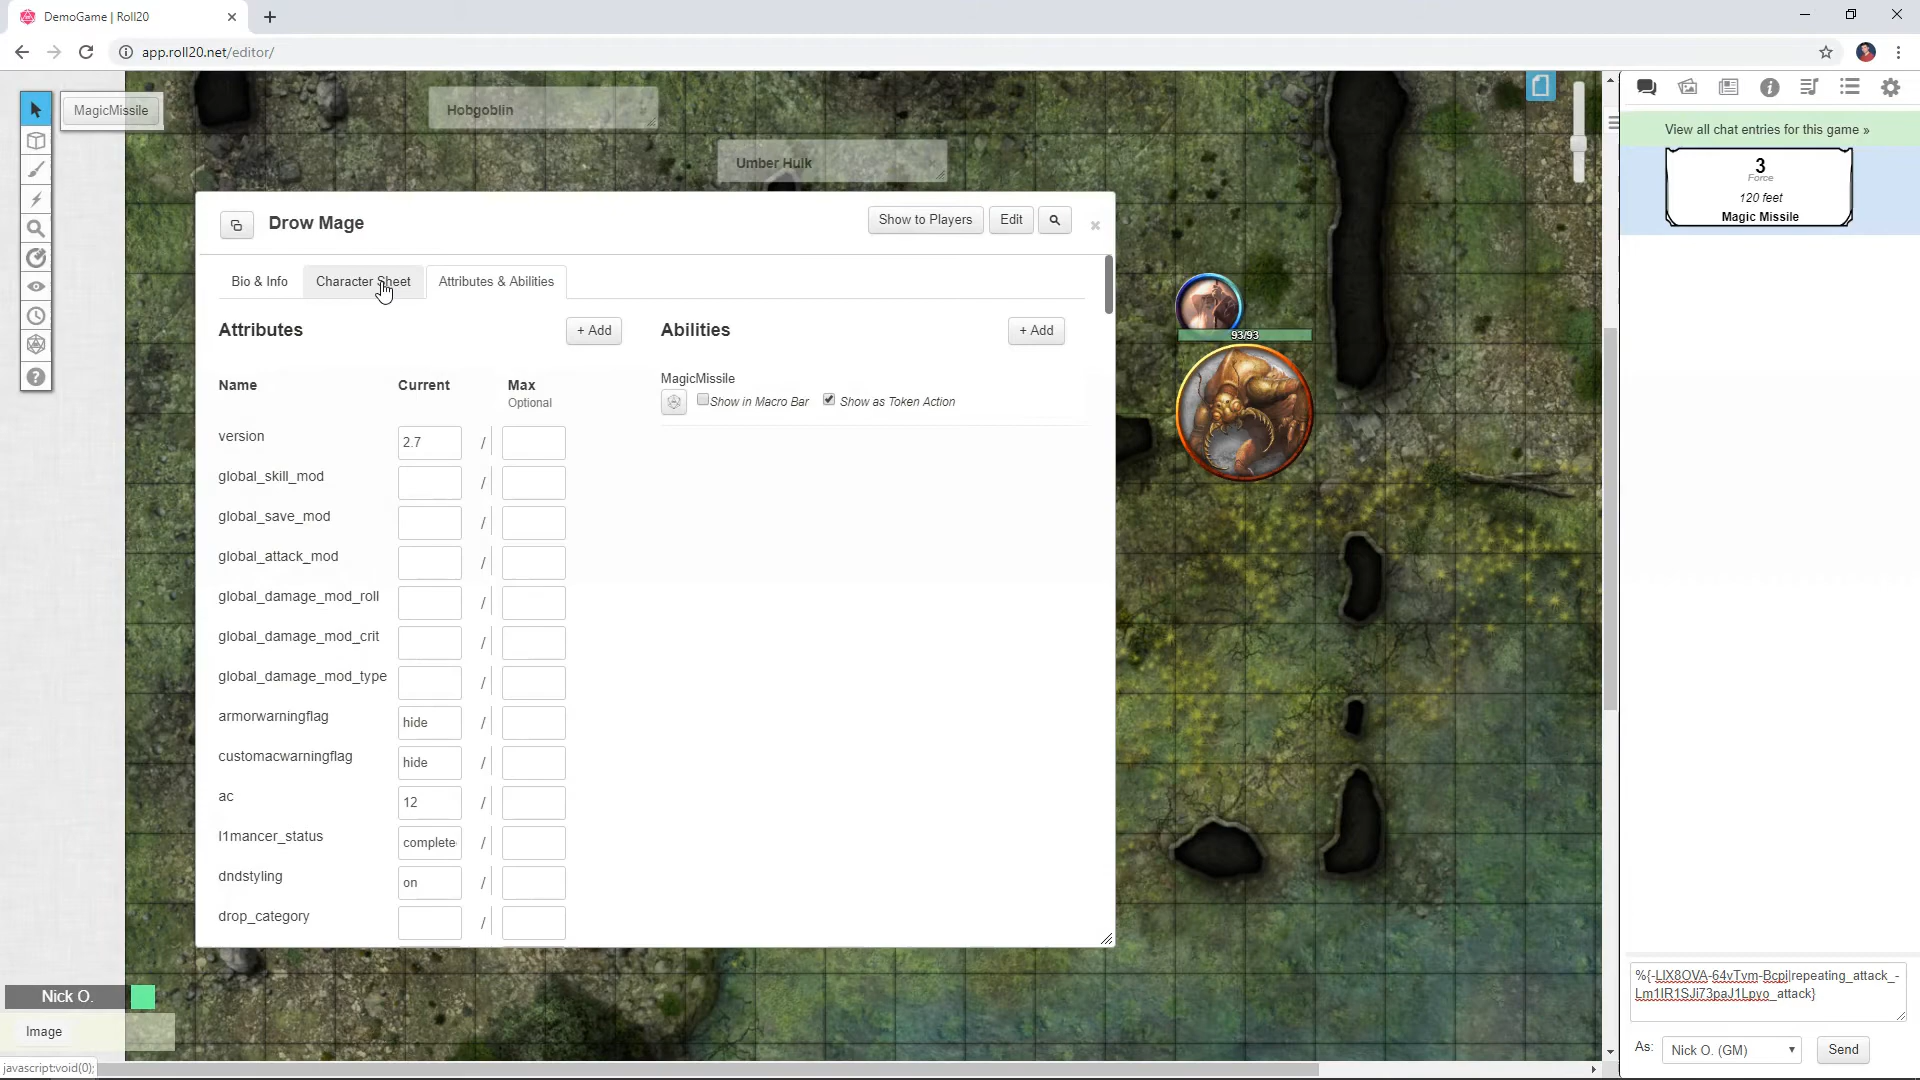 DemoGame | Roll20
app.roll20.net/editor/
MagicMissile
Hobgoblin
Umber Hulk
View all chat entries for this game »
3
Force
120 feet
Magic Missile
Drow Mage
Show to Players
Edit
Bio & Info
Character Sheet
Attributes & Abilities
Attributes
+ Add
Abilities
+ Add
Name
Current
Max
Optional
MagicMissile
Show in Macro Bar
Show as Token Action
version
2.7
/
global_skill_mod
/
global_save_mod
/
global_attack_mod
/
global_damage_mod_roll
/
global_damage_mod_crit
/
global_damage_mod_type
/
armorwarningflag
hide
/
customacwarningflag
hide
/
ac
12
/
l1mancer_status
complete
/
dndstyling
on
/
drop_category
/
93/93
Nick O.
Image
javascript:void(0);
%{-LIX8OVA-64vTvm-Bcpi|repeating_attack_-
Lm1IR1SJi73paJ1Lpyo_attack}
As:
Nick O. (GM)
Send